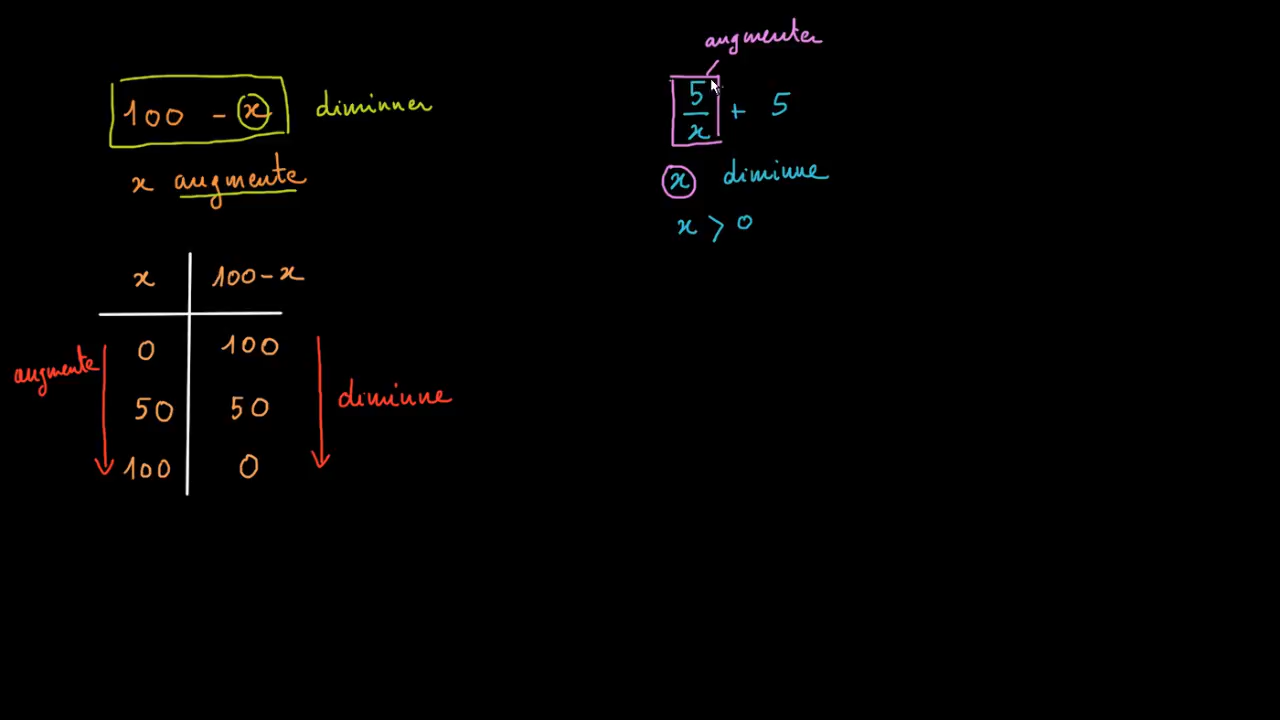 100 - x diminuer
x augmente
x 100-x
0 100
augmente
50 50
diminue
100 0
augmenter
5/x + 5
x diminue
x > 0